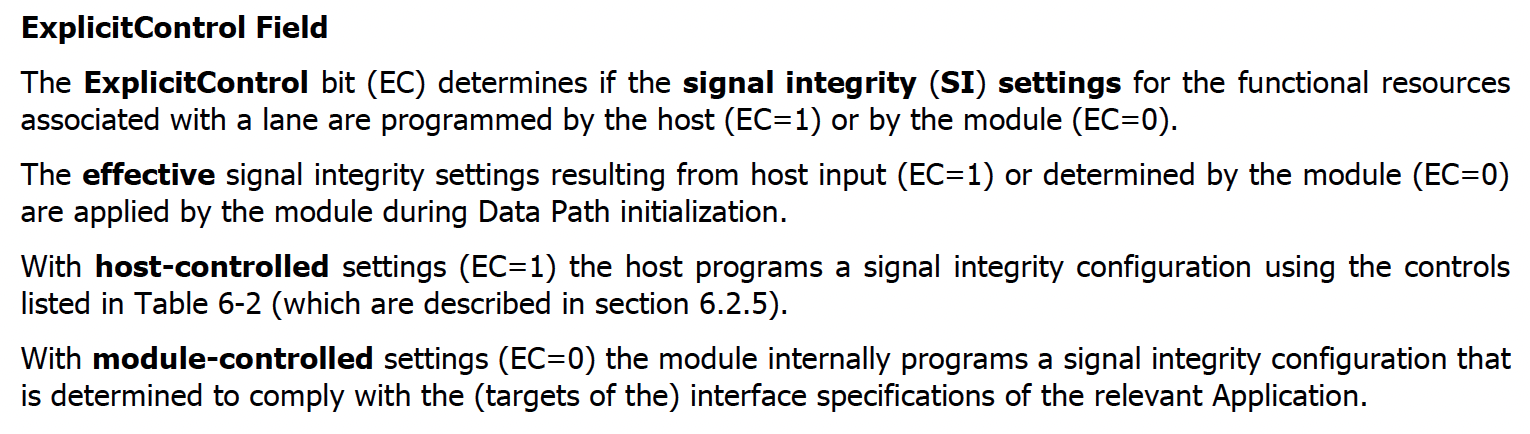 ExplicitControl Field
The ExplicitControl bit (EC) determines if the signal integrity (SI) settings for the functional resources
associated with a lane are programmed by the host (EC=1) or by the module (EC=0).
The effective signal integrity settings resulting from host input (EC=1) or determined by the module (EC=0)
are applied by the module during Data Path initialization.
With host-controlled settings (EC=1) the host programs a signal integrity configuration using the controls
listed in Table 6-2 (which are described in section 6.2.5).
With module-controlled settings (EC=0) the module internally programs a signal integrity configuration that
is determined to comply with the (targets of the) interface specifications of the relevant Application.